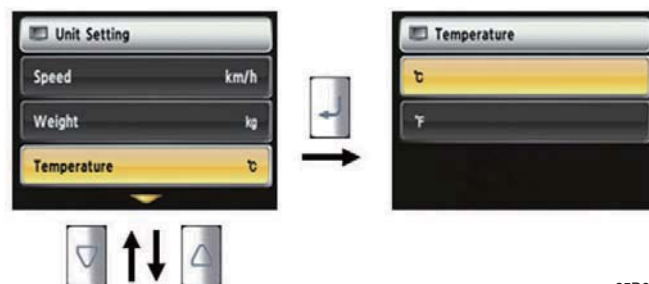 Unit Setting
Speed km/h
Weight kg
Temperature ℃
Temperature
℃
℉